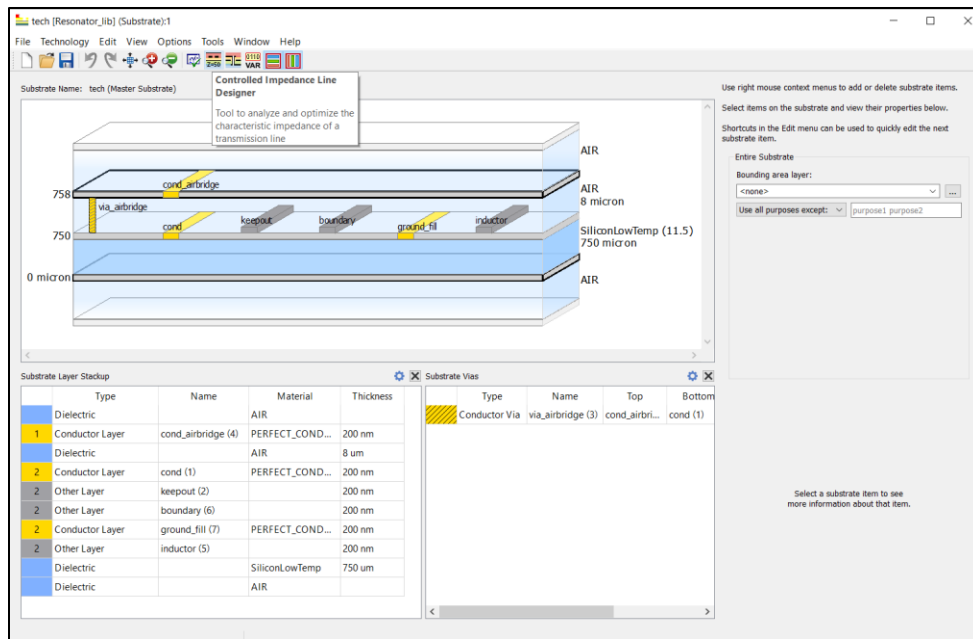 tech [Resonator_lib] (Substrate):1
File Technology Edit View Options Tools Window Help
Z=50
0110
VAR
Substrate Name: tech (Master Substrate)
Controlled Impedance Line
Designer
Tool to analyze and optimize the
characteristic impedance of a
transmission line
AIR
cond_airbridge
758
AIR
8 micron
via_airbridge
cond
keepout
boundary
ground_fill
inductor
750
SiliconLowTemp (11.5)
750 micron
0 micron
AIR
Use right mouse context menus to add or delete substrate items.
Select items on the substrate and view their properties below.
Shortcuts in the Edit menu can be used to quickly edit the next
substrate item.
Entire Substrate
Bounding area layer:
<none>
...
Use all purposes except:
purpose1 purpose2
Select a substrate item to see
more information about that item.
Substrate Layer Stackup
Type Name Material Thickness
Dielectric AIR
1 Conductor Layer cond_airbridge (4) PERFECT_COND... 200 nm
Dielectric AIR 8 um
2 Conductor Layer cond (1) PERFECT_COND... 200 nm
2 Other Layer keepout (2) 200 nm
2 Other Layer boundary (6) 200 nm
2 Conductor Layer ground_fill (7) PERFECT_COND... 200 nm
2 Other Layer inductor (5) 200 nm
Dielectric SiliconLowTemp 750 um
Dielectric AIR
Substrate Vias
Type Name Top Bottom
Conductor Via via_airbridge (3) cond_airbri... cond (1)